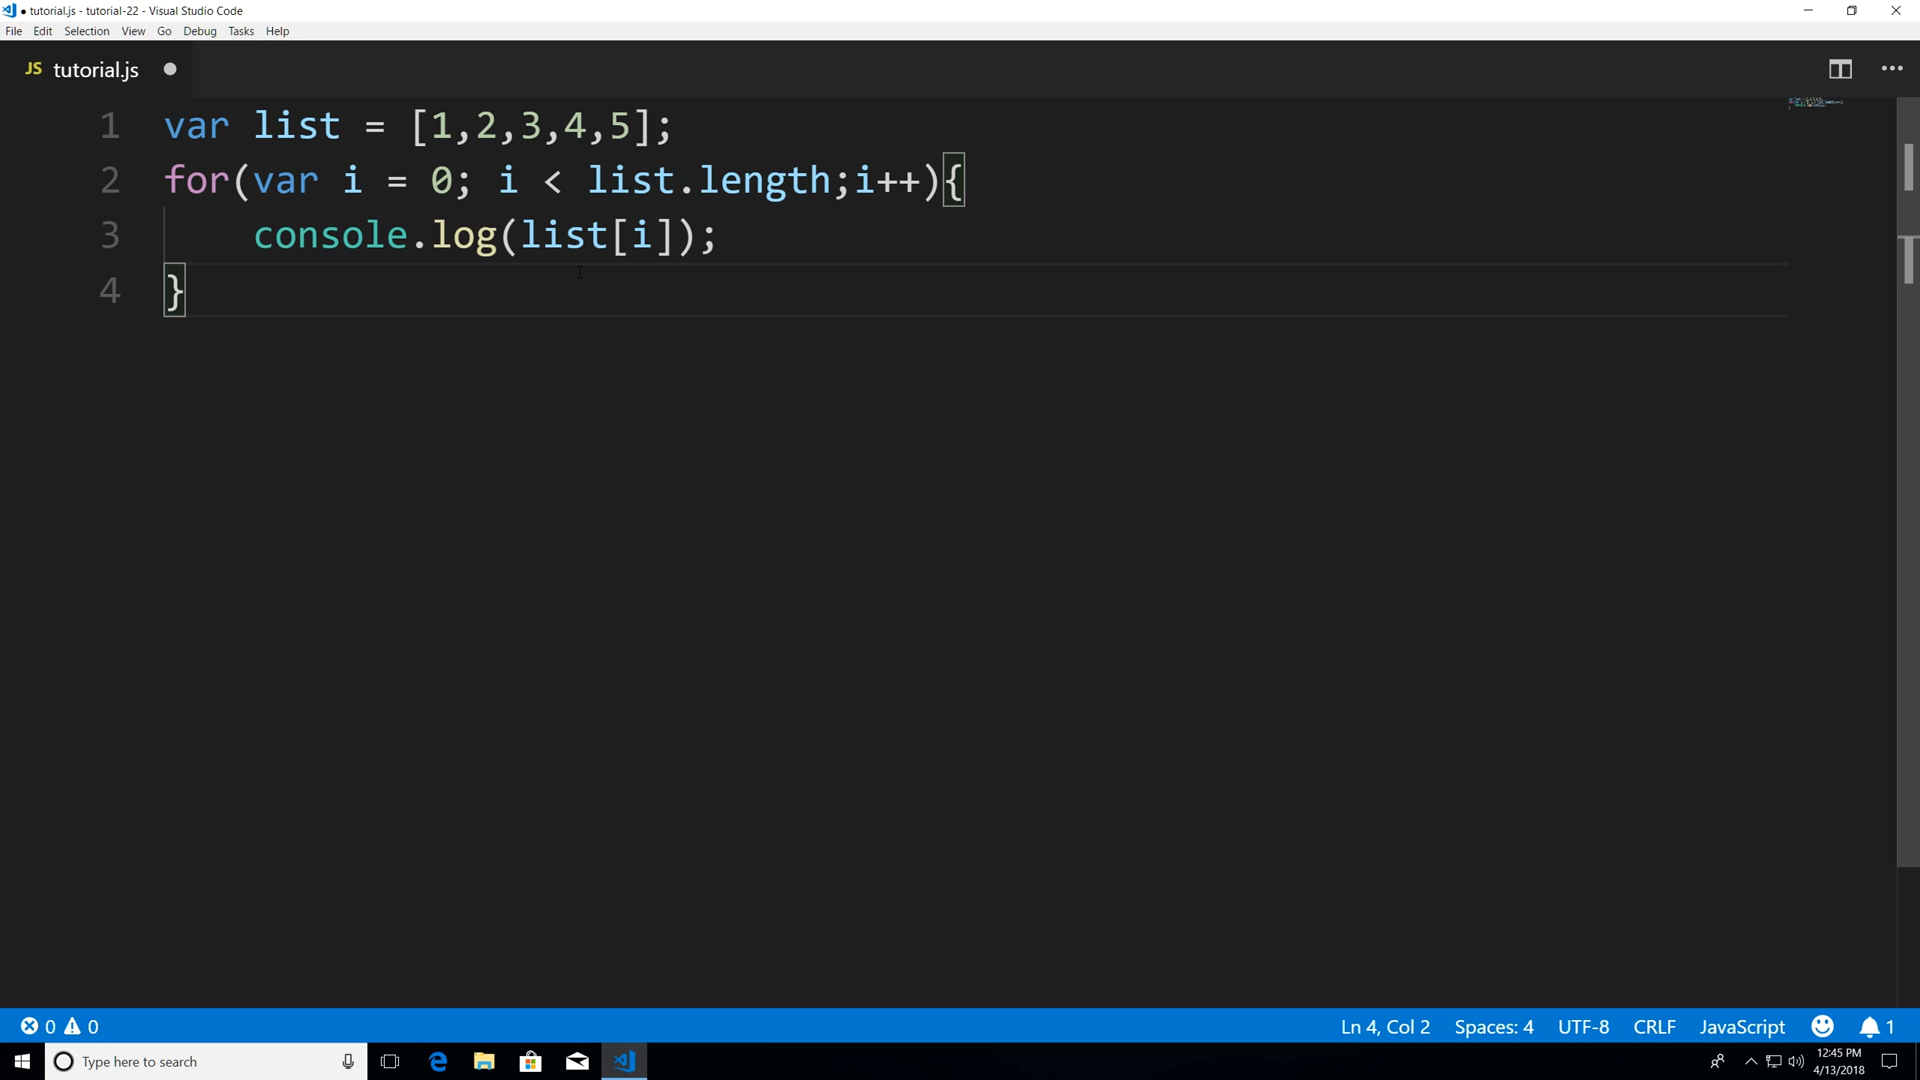 ● tutorial.js - tutorial-22 - Visual Studio Code
File Edit Selection View Go Debug Tasks Help
JS tutorial.js ●
1 var list = [1,2,3,4,5];
2 for(var i = 0; i < list.length;i++){
3 console.log(list[i]);
4 }
0 0 Ln 4, Col 2 Spaces: 4 UTF-8 CRLF JavaScript 1
Type here to search
12:45 PM
4/13/2018